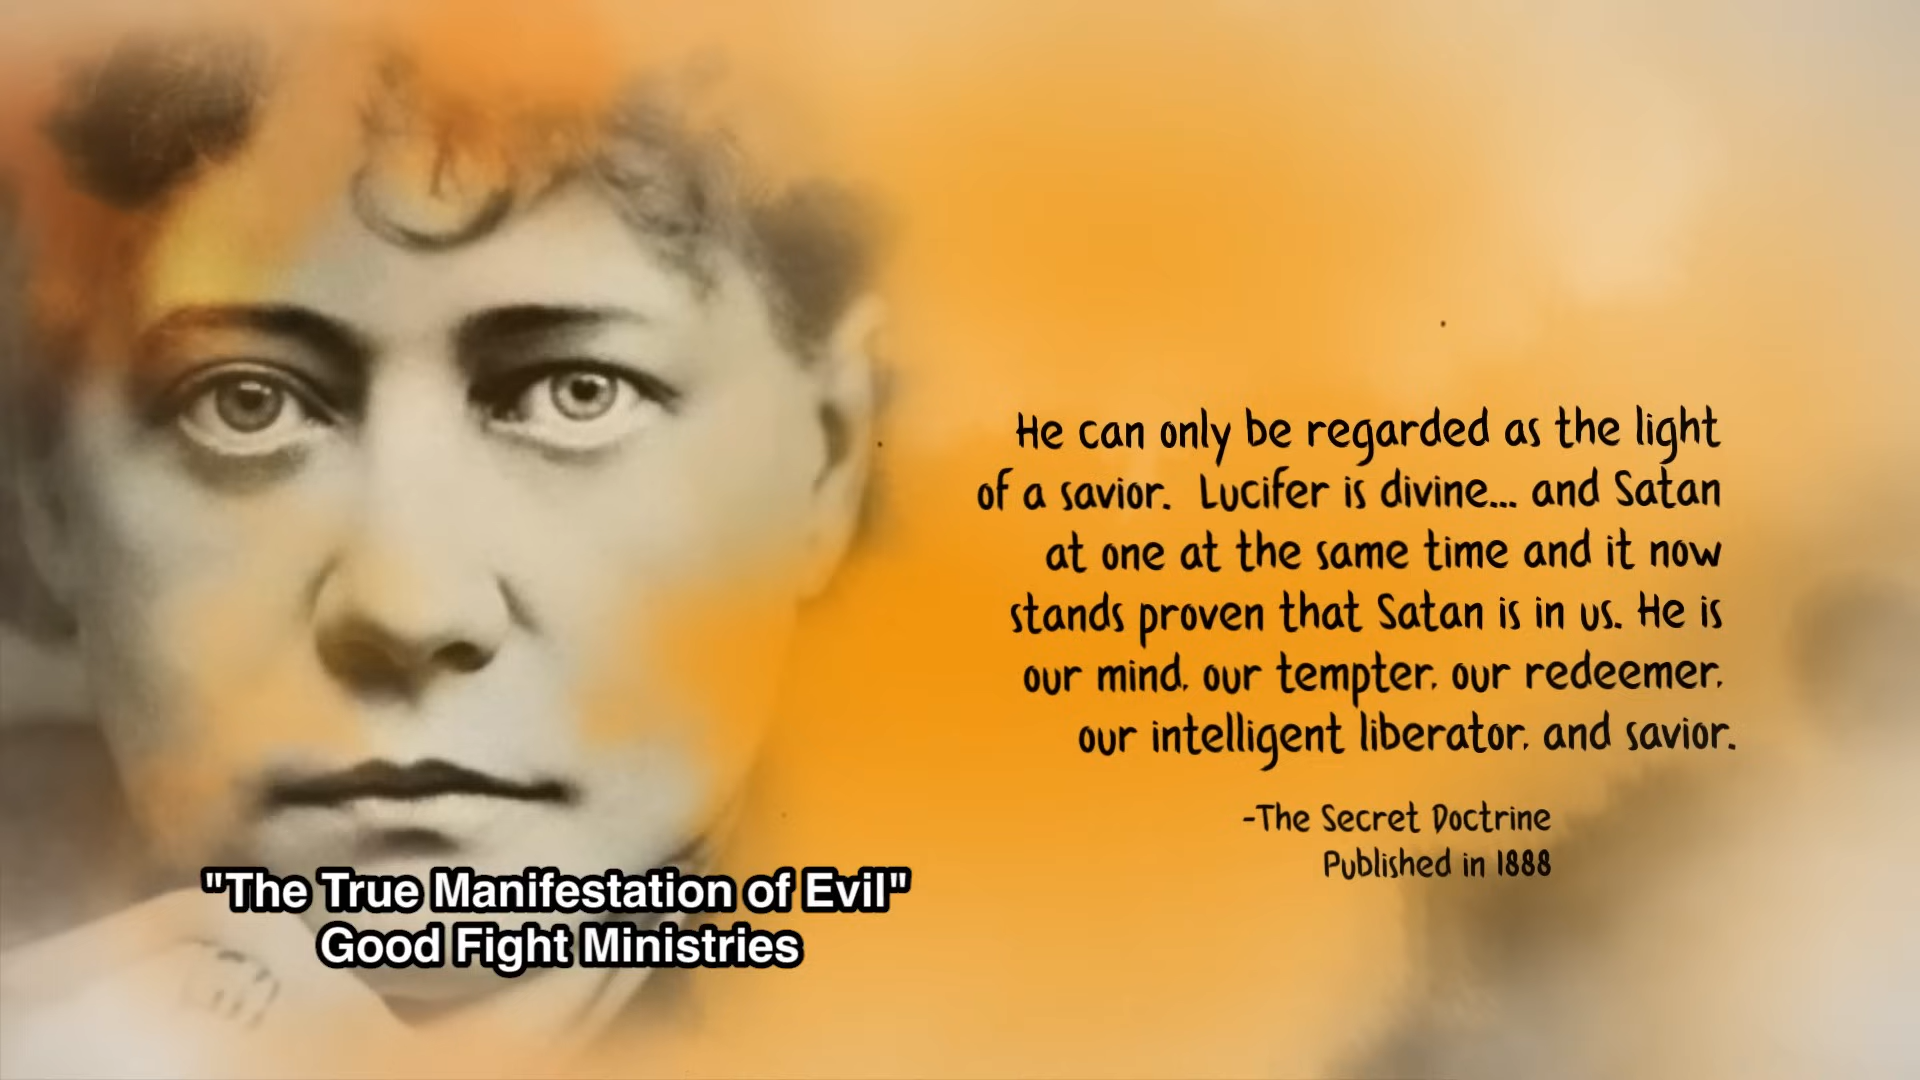 He can only be regarded as the light
of a savior. Lucifer is divine... and Satan
at one at the same time and it now
stands proven that Satan is in us. He is
our mind, our tempter, our redeemer,
our intelligent liberator, and savior.
-The Secret Doctrine
Published in 1888
"The True Manifestation of Evil"
Good Fight Ministries